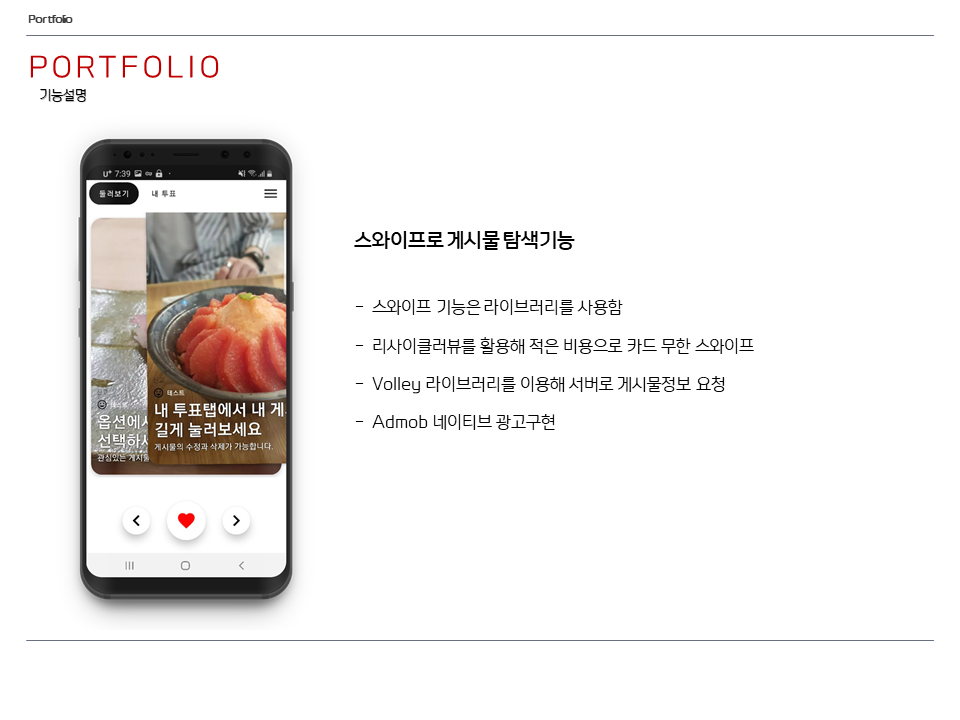 Portfolio
PORTFOLIO
기능설명
U+ 7:39
둘러보기 내 투표
테스트
옵션에서
선택하세
관심있는 게시물
테스트
내 투표탭에서 내 게
길게 눌러보세요
게시물의 수정과 삭제가 가능합니다.
스와이프로 게시물 탐색기능
- 스와이프 기능은 라이브러리를 사용함
- 리사이클러뷰를 활용해 적은 비용으로 카드 무한 스와이프
- Volley 라이브러리를 이용해 서버로 게시물정보 요청
- Admob 네이티브 광고구현